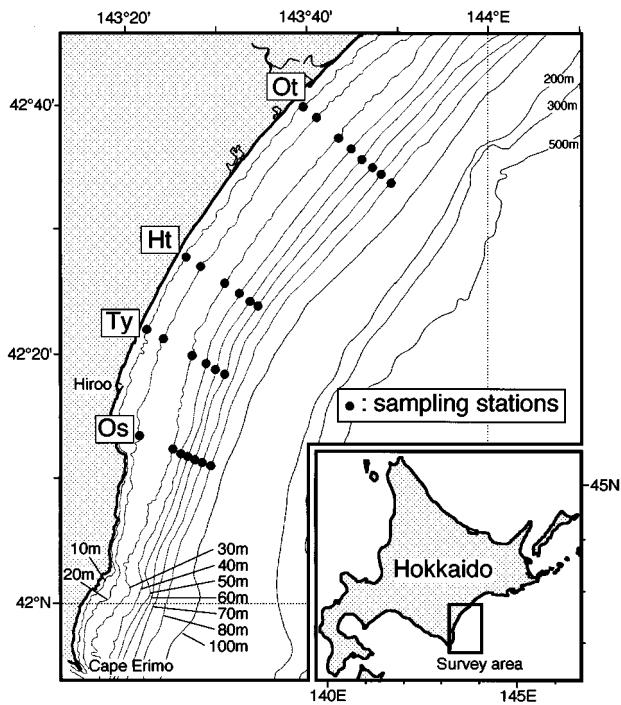 143°20'
143°40'
144°E
42°40'
Ot
200m
300m
500m
Ht
Ty
42°20'
Hiroo
● : sampling stations
Os
45N
10m
30m
40m
20m
50m
60m
42°N
70m
80m
100m
Cape Erimo
Hokkaido
Survey area
140E
145E